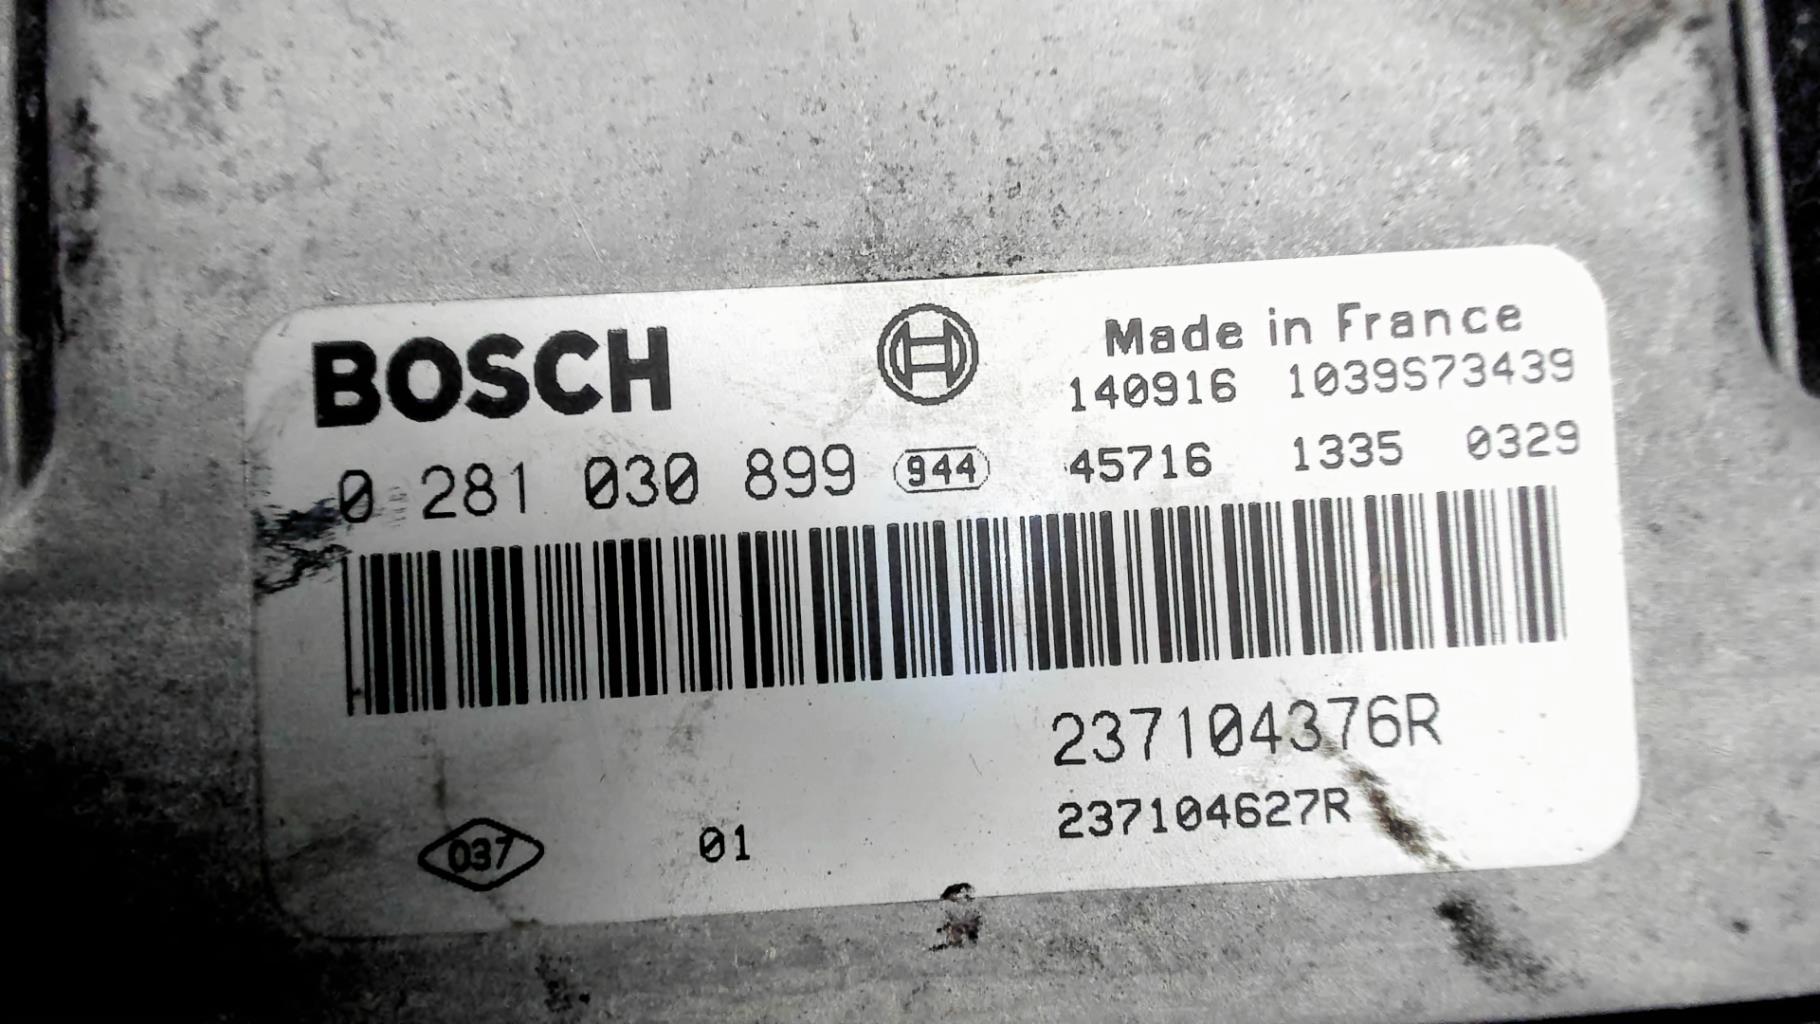 BOSCH
Made in France
140916 1039S73439
0 281 030 899 944 45716 1335 0329
237104376R
237104627R
037 01